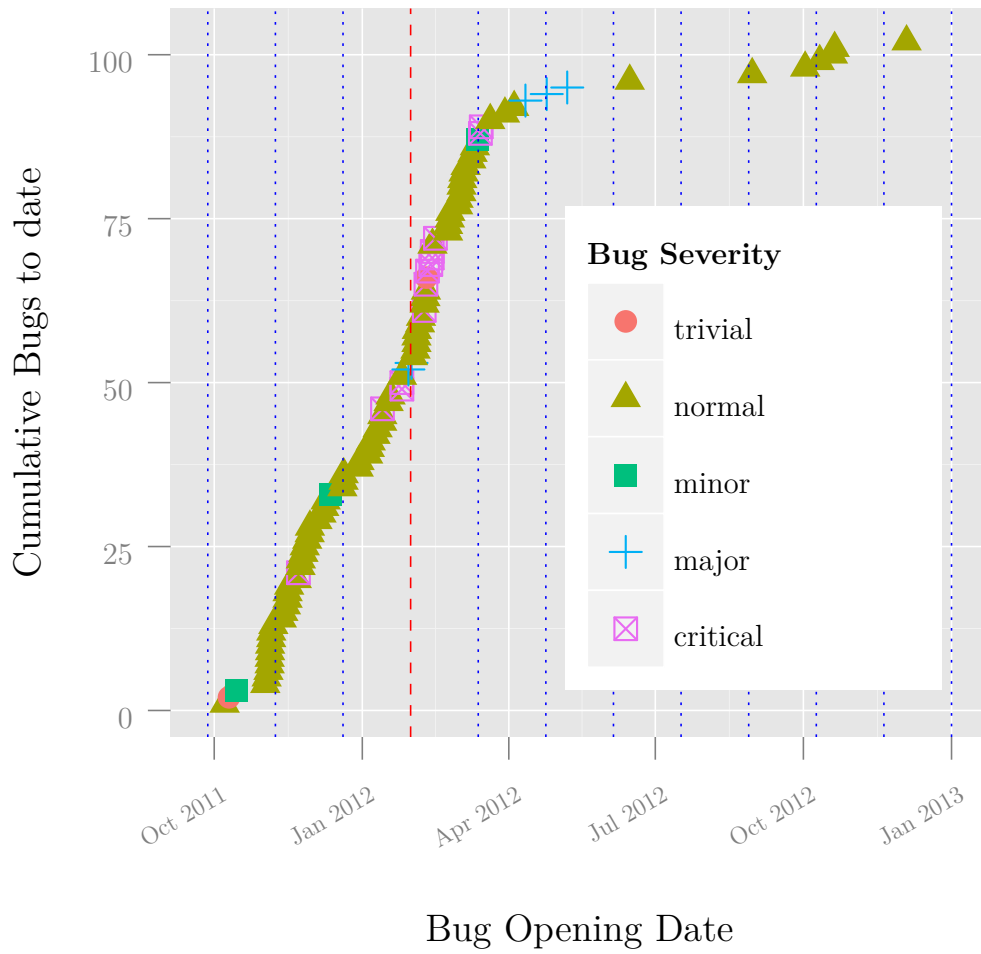 Cumulative Bugs to date
100
75
50
25
0
Bug Severity
trivial
normal
minor
major
critical
Oct 2011
Jan 2012
Apr 2012
Jul 2012
Oct 2012
Jan 2013
Bug Opening Date